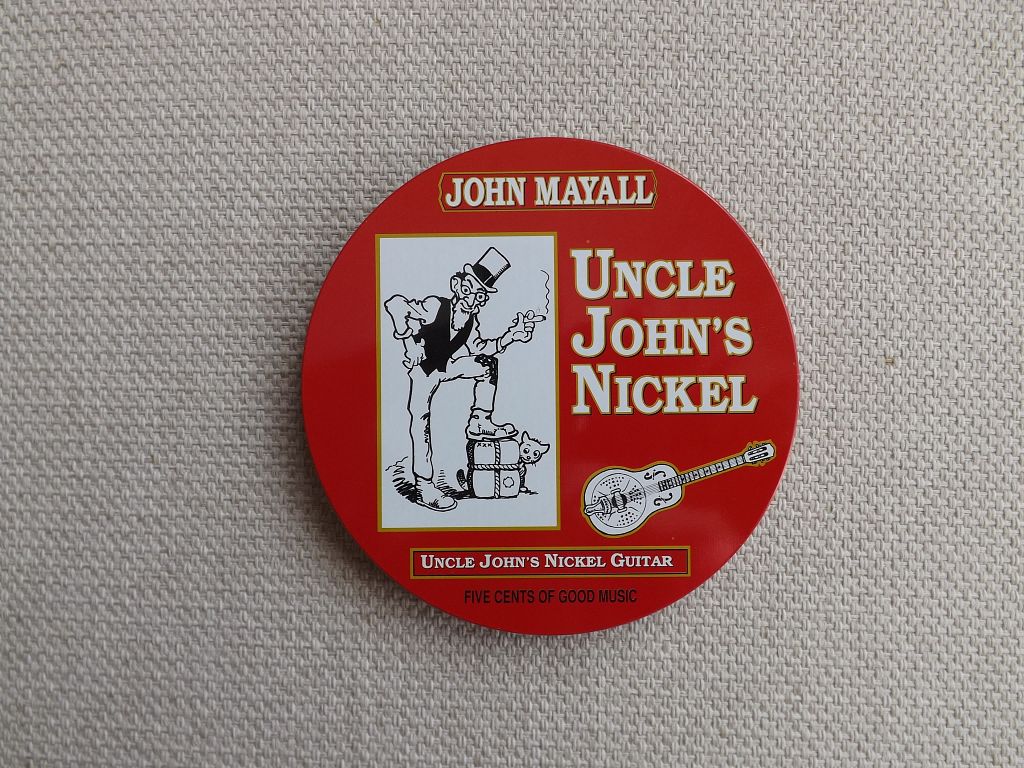 JOHN MAYALL
UNCLE
JOHN'S
NICKEL
UNCLE JOHN'S NICKEL GUITAR
FIVE CENTS OF GOOD MUSIC